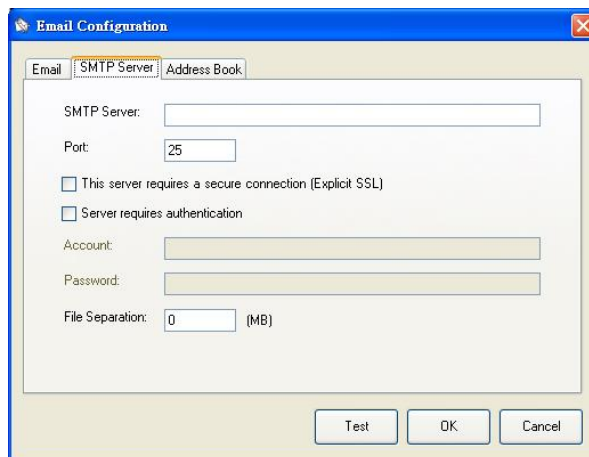 Email Configuration
Email SMTP Server Address Book
SMTP Server:
Port: 25
This server requires a secure connection (Explicit SSL)
Server requires authentication
Account:
Password:
File Separation: 0 (MB)
Test OK Cancel